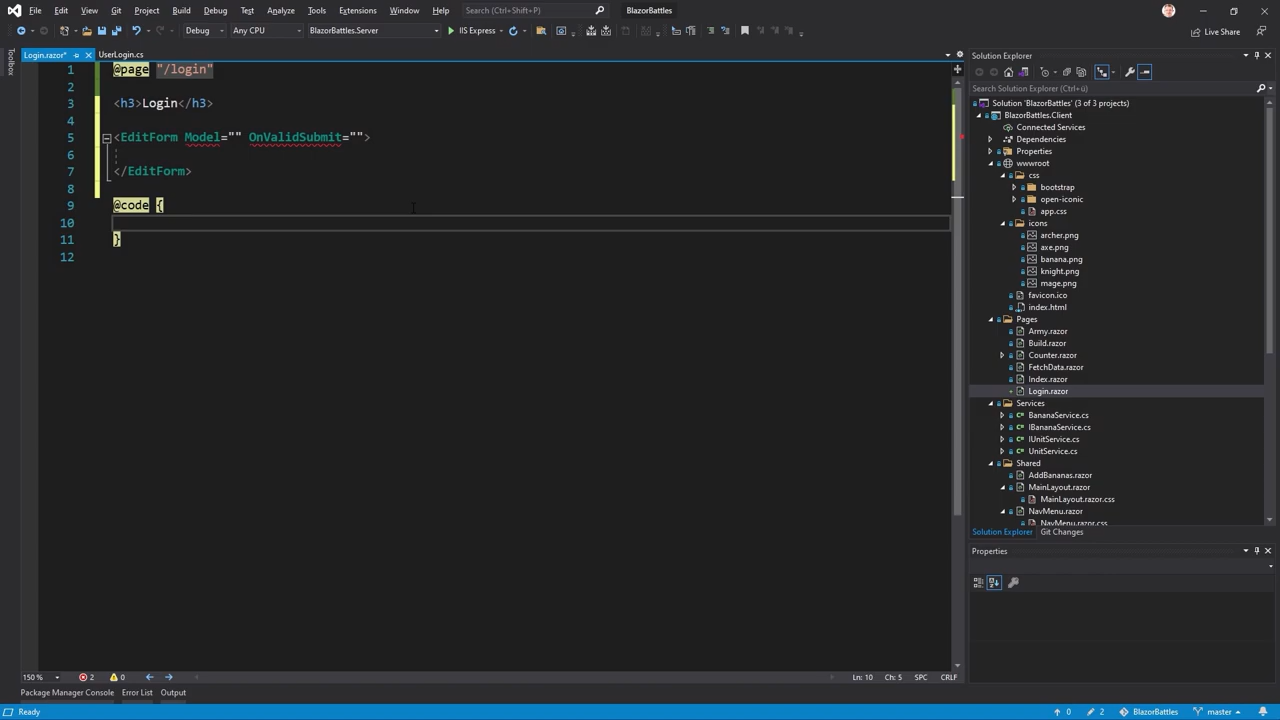 File Edit View Git Project Build Debug Test Analyze Tools Extensions Window Help Search (Ctrl+Shift+P) BlazorBattles
Debug Any CPU BlazorBattles.Server IIS Express Live Share
Toolbox
Login.razor* UserLogin.cs
1 @page "/login"
2
3 <h3>Login</h3>
4
5 <EditForm Model="" OnValidSubmit="">
6
7 </EditForm>
8
9 @code {
10
11 }
12
150 % 2 0 Ln: 10 Ch: 5 SPC CRLF
Package Manager Console Error List Output
Ready 0 2 BlazorBattles master
Solution Explorer
Search Solution Explorer (Ctrl+ü)
Solution 'BlazorBattles' (3 of 3 projects)
BlazorBattles.Client
Connected Services
Dependencies
Properties
wwwroot
css
bootstrap
open-iconic
app.css
icons
archer.png
axe.png
banana.png
knight.png
mage.png
favicon.ico
index.html
Pages
Army.razor
Build.razor
Counter.razor
FetchData.razor
Index.razor
Login.razor
Services
BananaService.cs
IBananaService.cs
IUnitService.cs
UnitService.cs
Shared
AddBananas.razor
MainLayout.razor
MainLayout.razor.css
NavMenu.razor
NavMenu.razor.css
Solution Explorer Git Changes
Properties